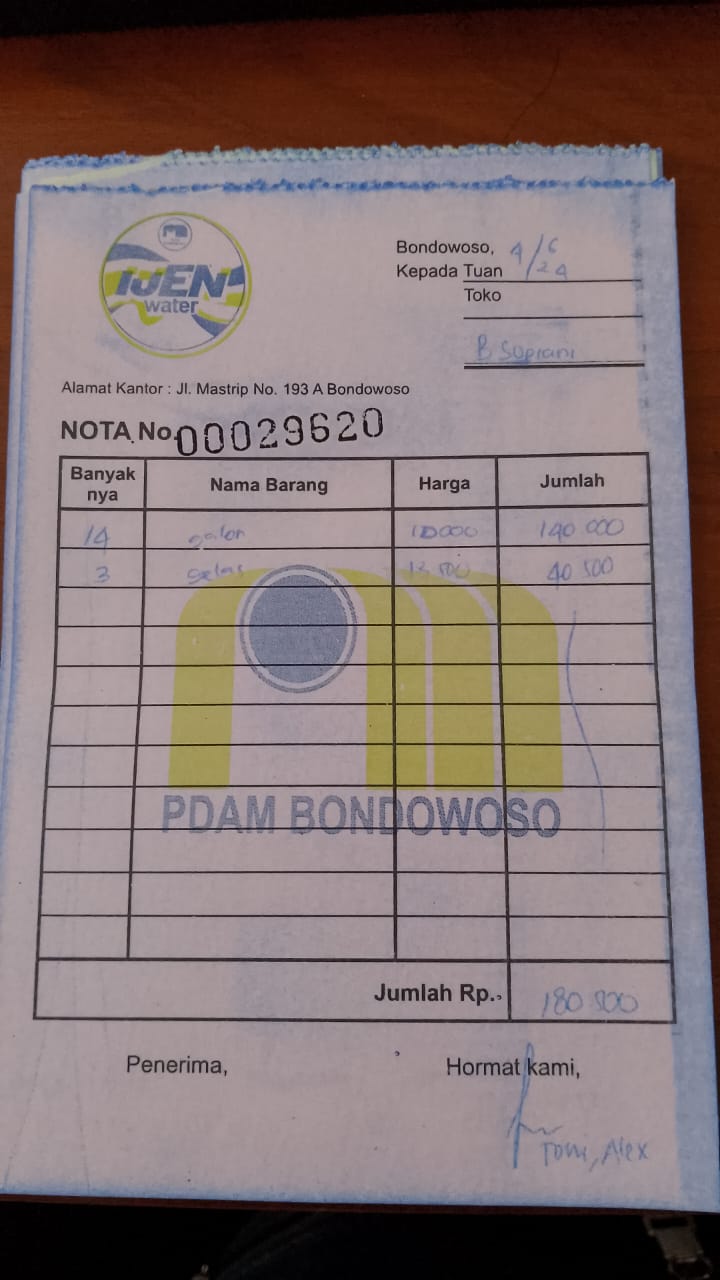 IJEN
water
Bondowoso, 4/6/24
Kepada Tuan
Toko
B Supriani
Alamat Kantor : Jl. Mastrip No. 193 A Bondowoso
NOTA No 00029620
Banyak nya Nama Barang Harga Jumlah
14 galon 10000 140 000
3 gelas 13 500 40 500
PDAM BONDOWOSO
Jumlah Rp. 180 500
Penerima, Hormat kami,
Toni, Alex